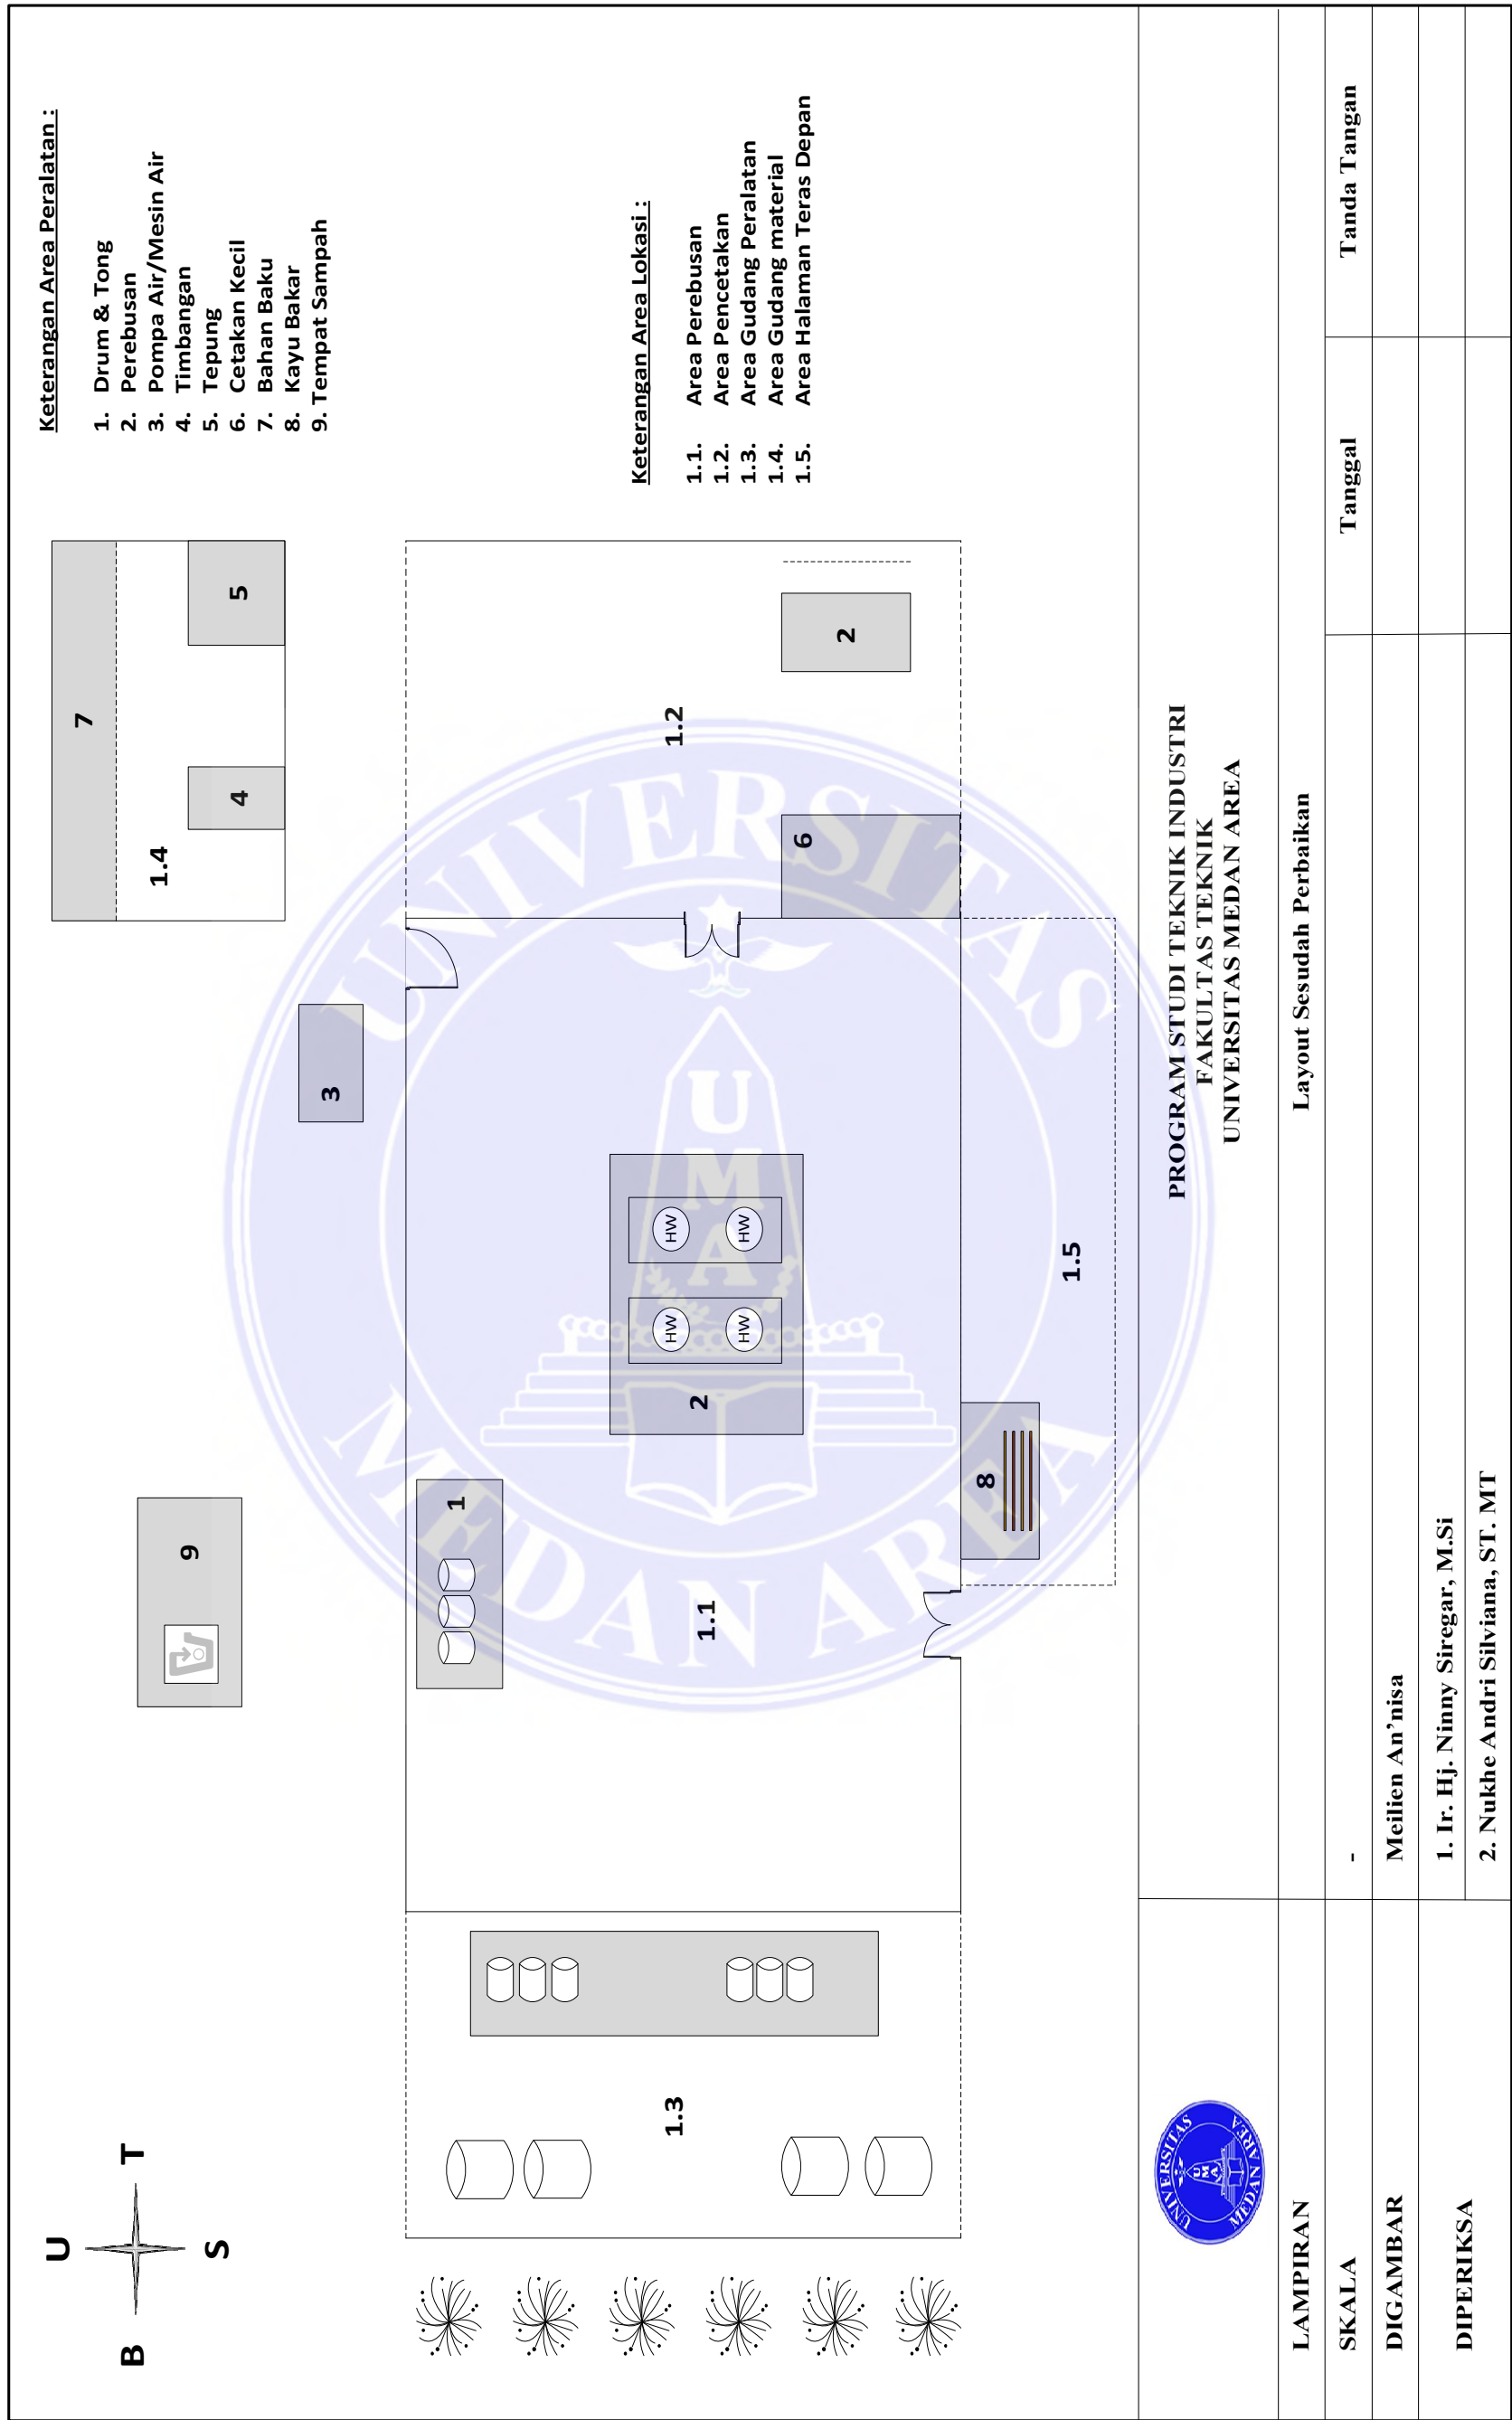 U
B T
S
Keterangan Area Peralatan :
1. Drum & Tong
2. Perebusan
3. Pompa Air/Mesin Air
4. Timbangan
5. Tepung
6. Cetakan Kecil
7. Bahan Baku
8. Kayu Bakar
9. Tempat Sampah
Keterangan Area Lokasi :
1.1. Area Perebusan
1.2. Area Pencetakan
1.3. Area Gudang Peralatan
1.4. Area Gudang material
1.5. Area Halaman Teras Depan
7
1.4
4
5
9
3
1
1.1
2
HW
HW
HW
HW
1.2
6
2
1.3
8
1.5
UNIVERSITAS
MEDAN AREA
U
M
A
UNIVERSITAS
MEDAN AREA
U
M
A
PROGRAM STUDI TEKNIK INDUSTRI
FAKULTAS TEKNIK
UNIVERSITAS MEDAN AREA
LAMPIRAN Layout Sesudah Perbaikan
SKALA - Tanggal Tanda Tangan
DIGAMBAR Meilien An’nisa
DIPERIKSA 1. Ir. Hj. Ninny Siregar, M.Si
2. Nukhe Andri Silviana, ST. MT